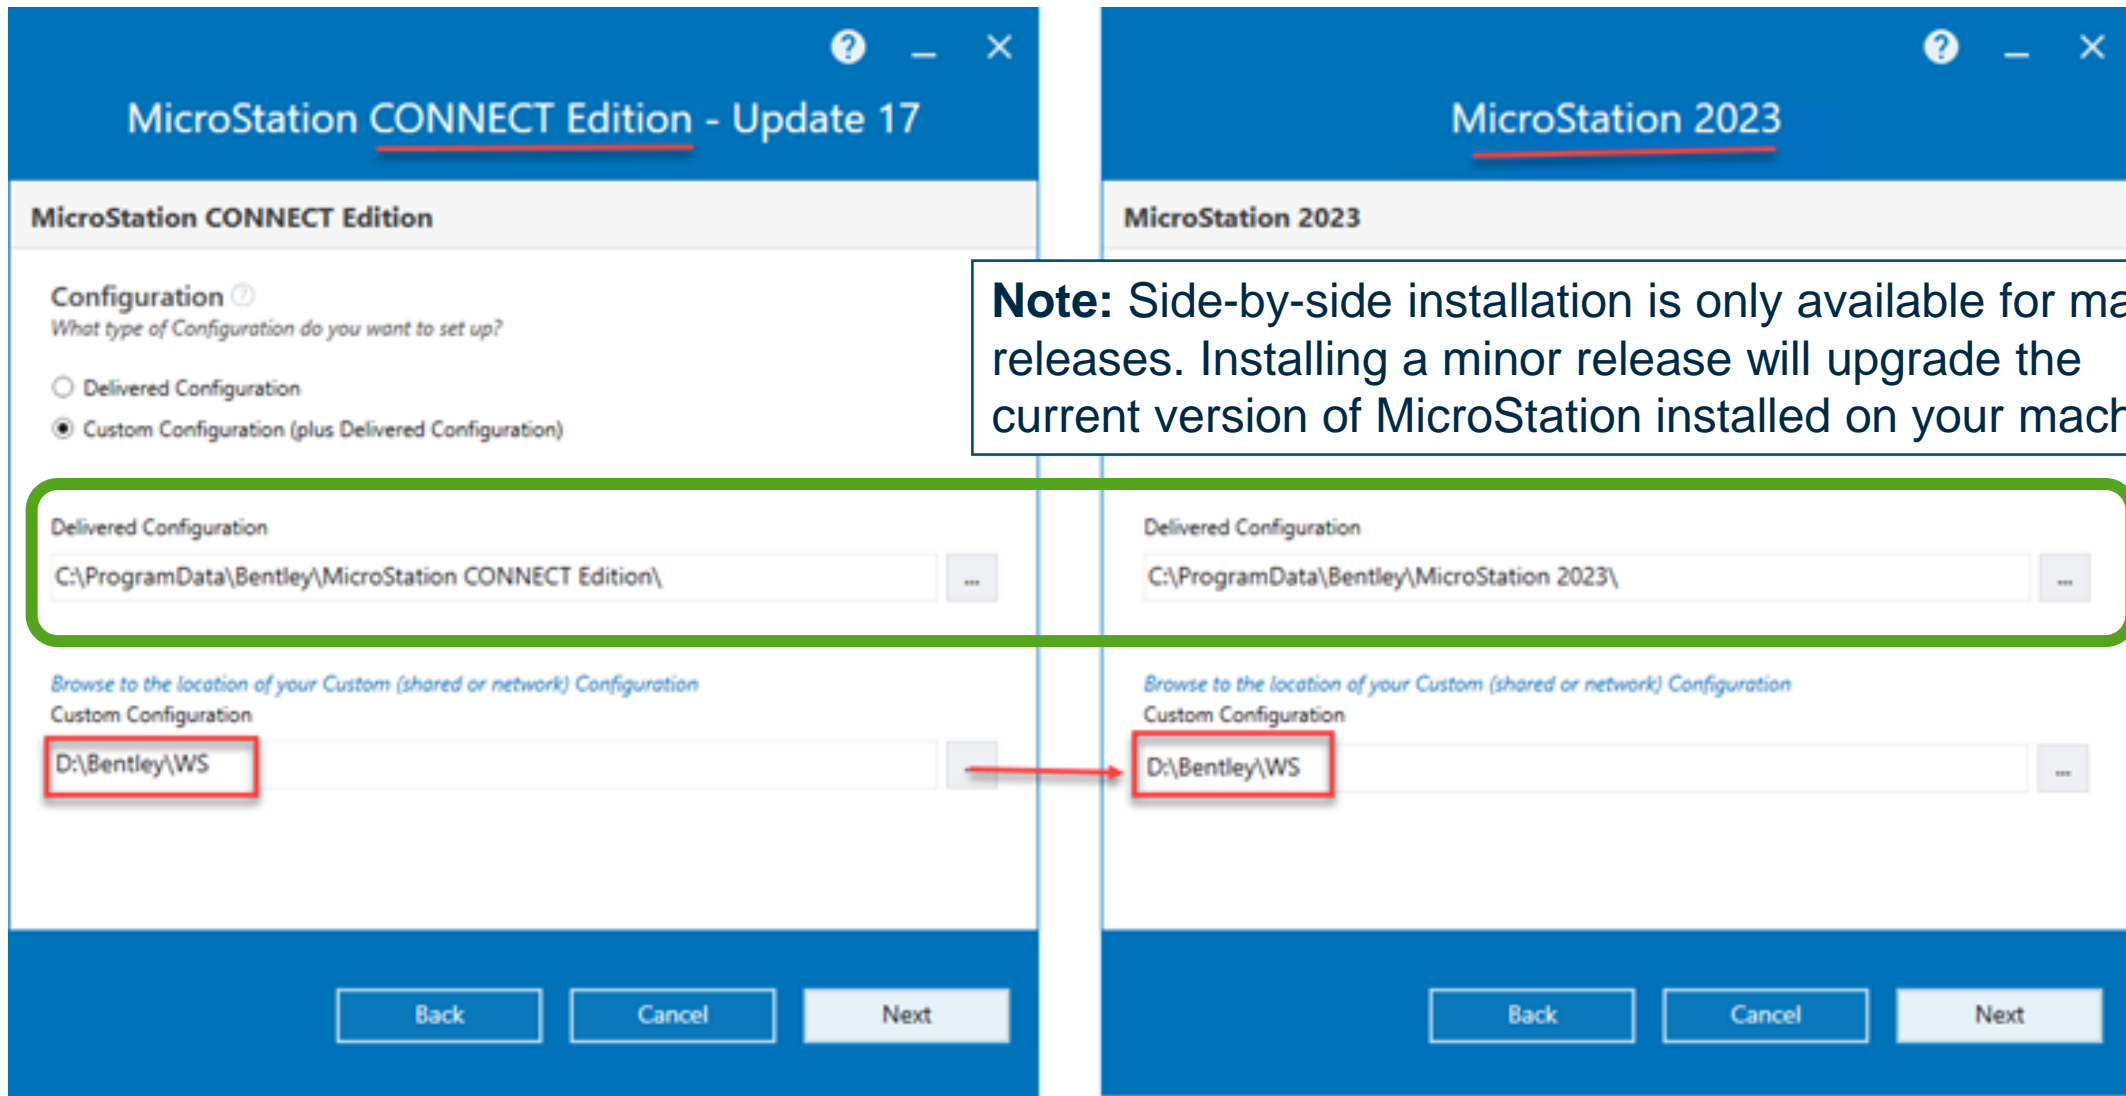 MicroStation CONNECT Edition - Update 17
MicroStation CONNECT Edition
Configuration
What type of Configuration do you want to set up?
Delivered Configuration
Custom Configuration (plus Delivered Configuration)
Delivered Configuration
C:\ProgramData\Bentley\MicroStation CONNECT Edition\
...
Browse to the location of your Custom (shared or network) Configuration
Custom Configuration
D:\Bentley\WS
Back
Cancel
Next
MicroStation 2023
MicroStation 2023
Note: Side-by-side installation is only available for ma
releases. Installing a minor release will upgrade the
current version of MicroStation installed on your mach
Delivered Configuration
C:\ProgramData\Bentley\MicroStation 2023\
...
Browse to the location of your Custom (shared or network) Configuration
Custom Configuration
D:\Bentley\WS
...
Back
Cancel
Next